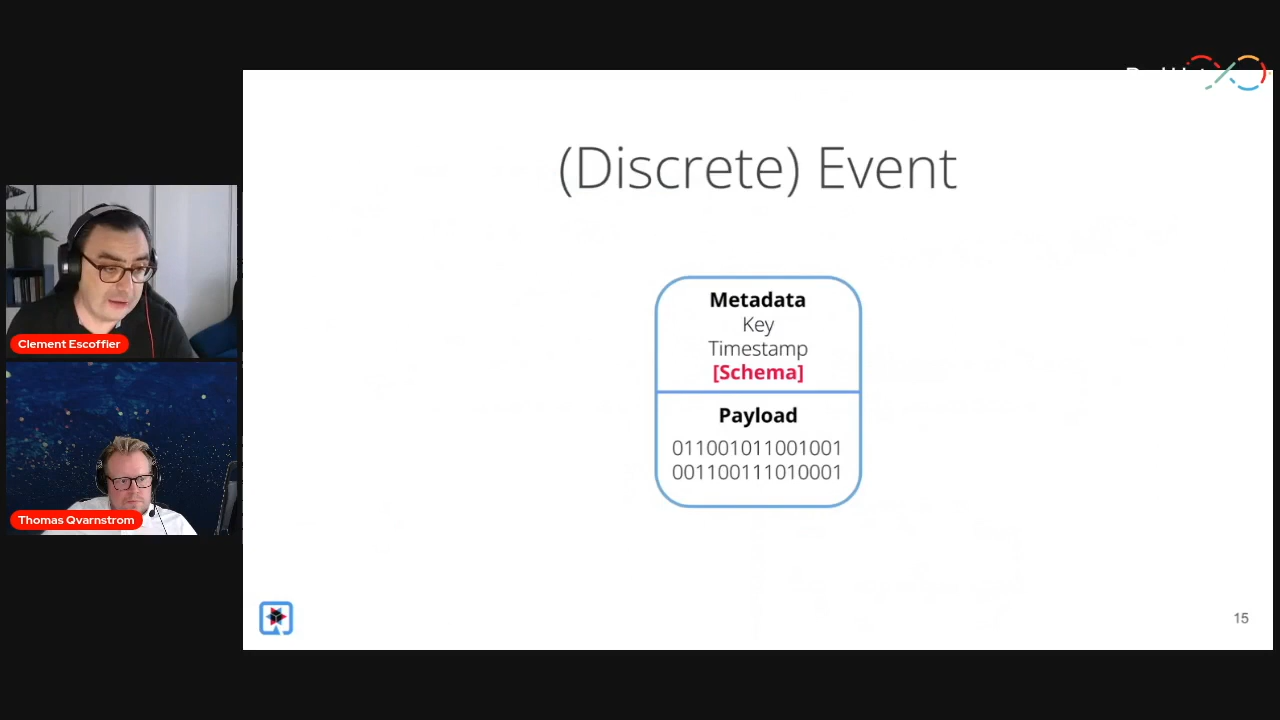 (Discrete) Event
Metadata
Key
Timestamp
[Schema]
Payload
011001011001001
001100111010001
Clement Escoffier
Thomas Qvarnstrom
15